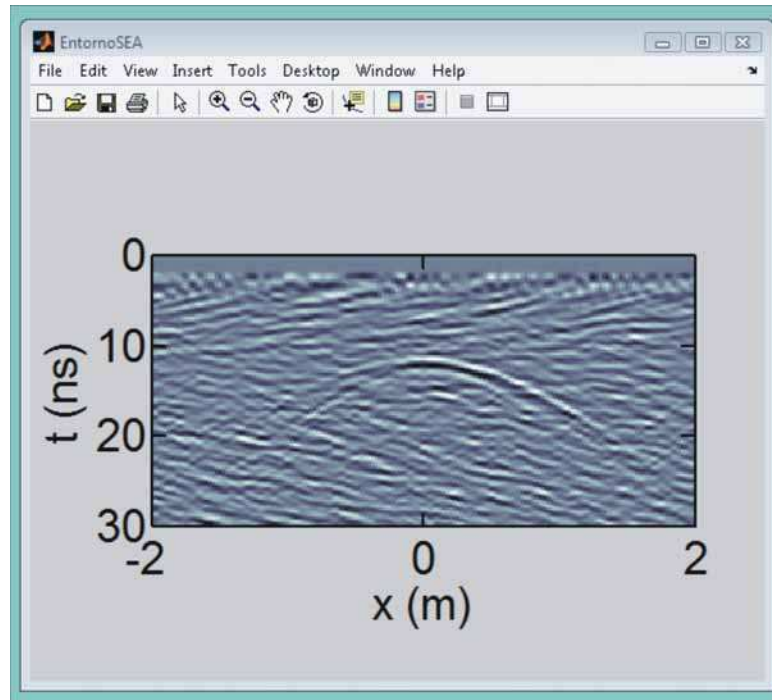 EntornoSEA
File Edit View Insert Tools Desktop Window Help
0
10
20
30
t (ns)
-2 0 2
x (m)